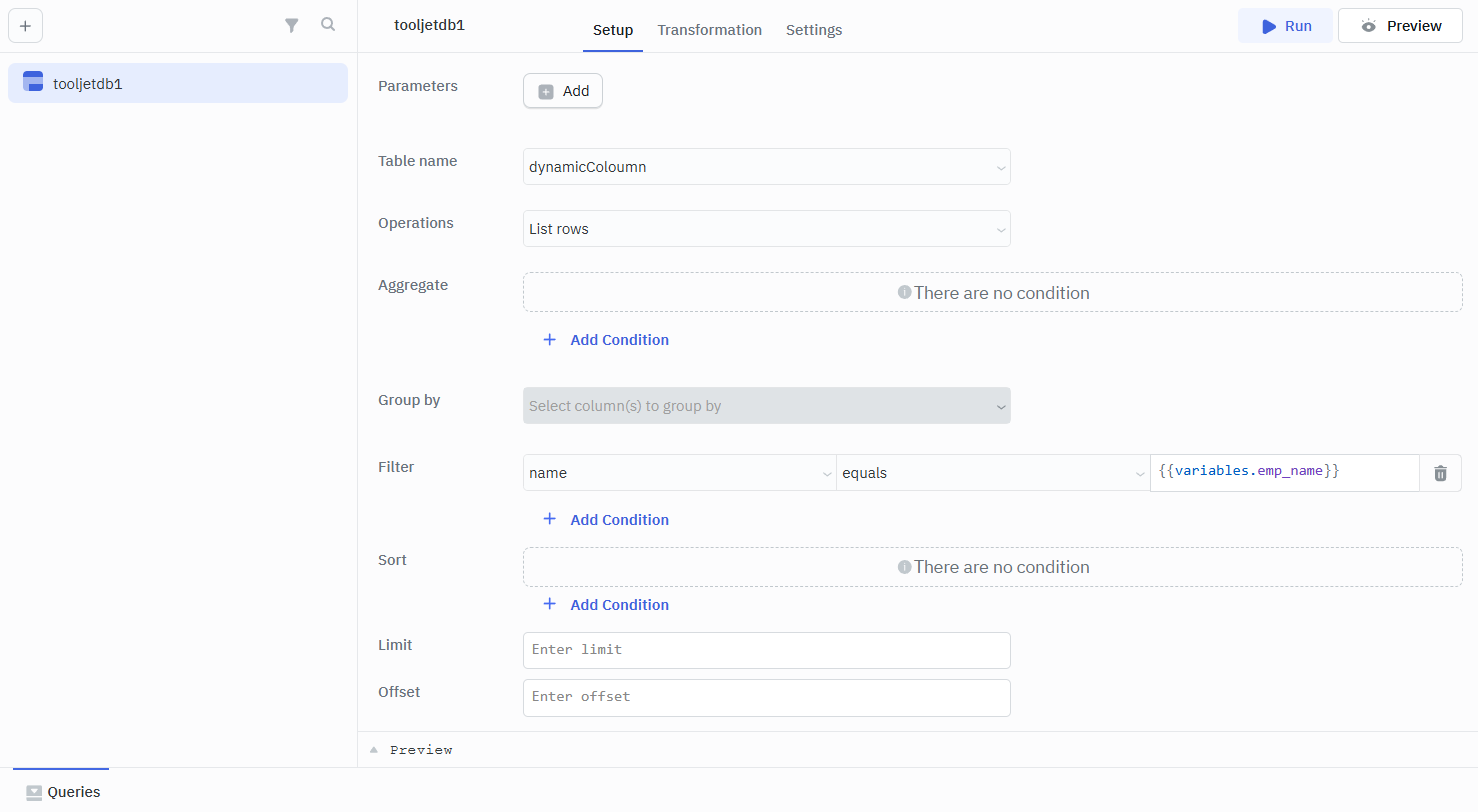 tooljetdb1
Setup
Transformation
Settings
Run
Preview
tooljetdb1
Parameters
Add
Table name
dynamicColoumn
Operations
List rows
Aggregate
There are no condition
Add Condition
Group by
Select column(s) to group by
Filter
name
equals
{{variables.emp_name}}
Add Condition
Sort
There are no condition
Add Condition
Limit
Enter limit
Offset
Enter offset
Preview
Queries